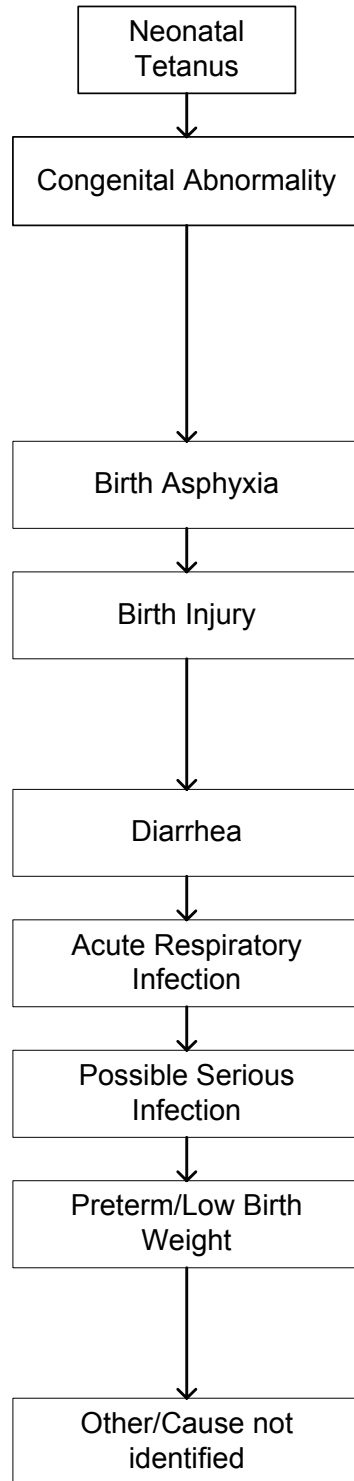 Neonatal
Tetanus
Congenital Abnormality
Birth Asphyxia
Birth Injury
Diarrhea
Acute Respiratory
Infection
Possible Serious
Infection
Preterm/Low Birth
Weight
Other/Cause not
identified